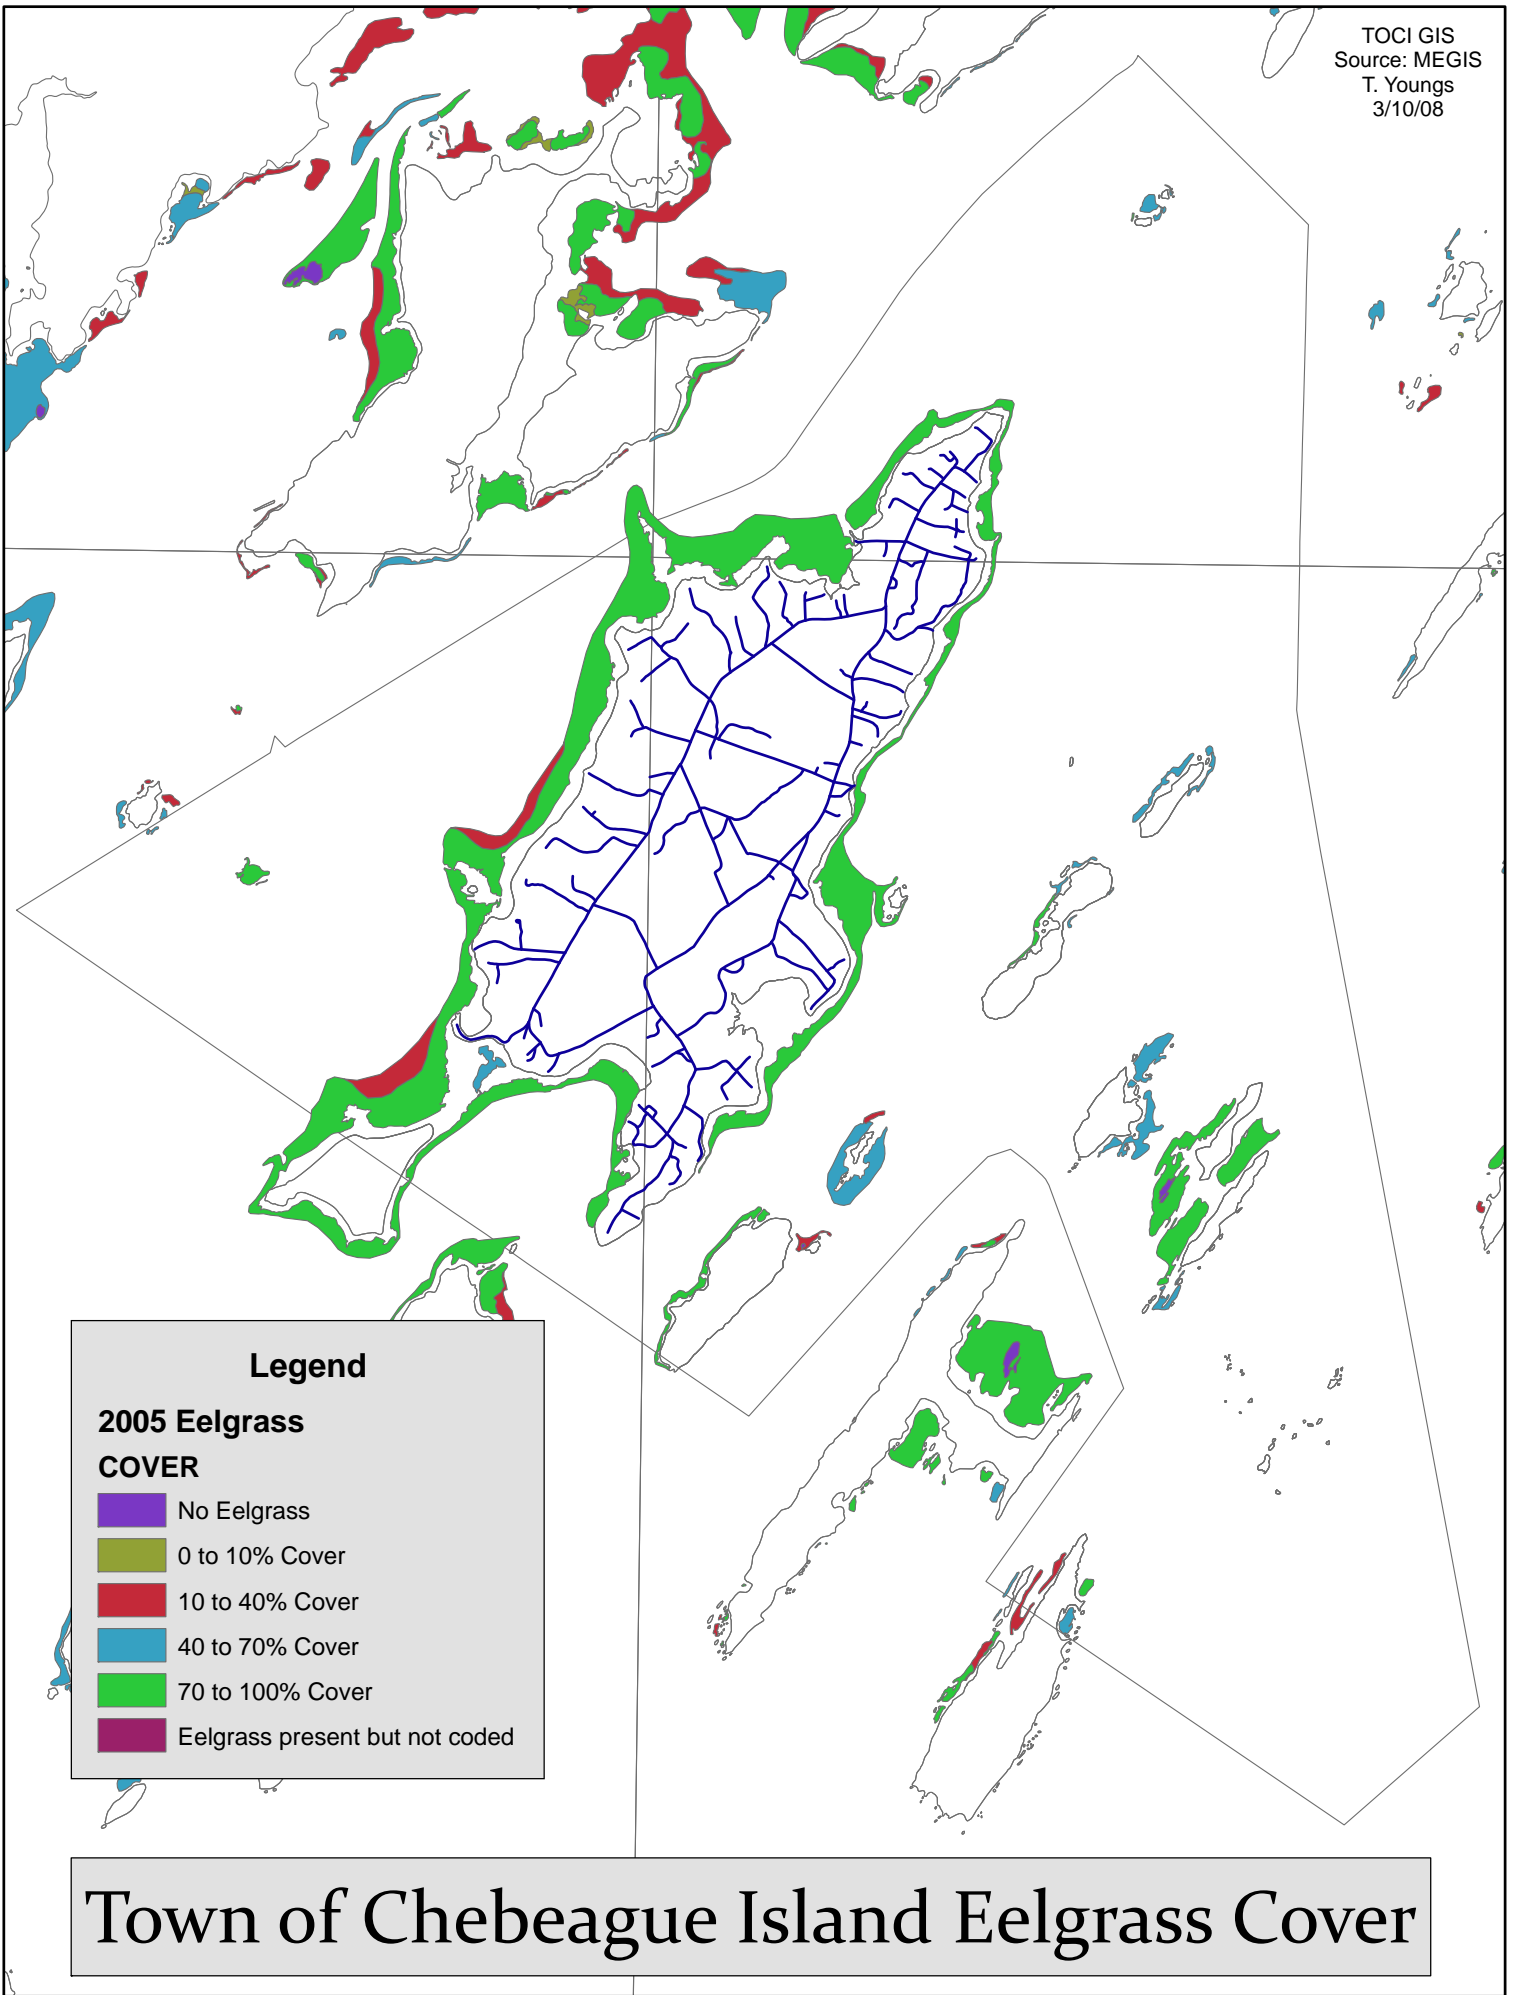 TOCI GIS
Source: MEGIS
T. Youngs
3/10/08
Legend
2005 Eelgrass
COVER
No Eelgrass
0 to 10% Cover
10 to 40% Cover
40 to 70% Cover
70 to 100% Cover
Eelgrass present but not coded
Town of Chebeague Island Eelgrass Cover